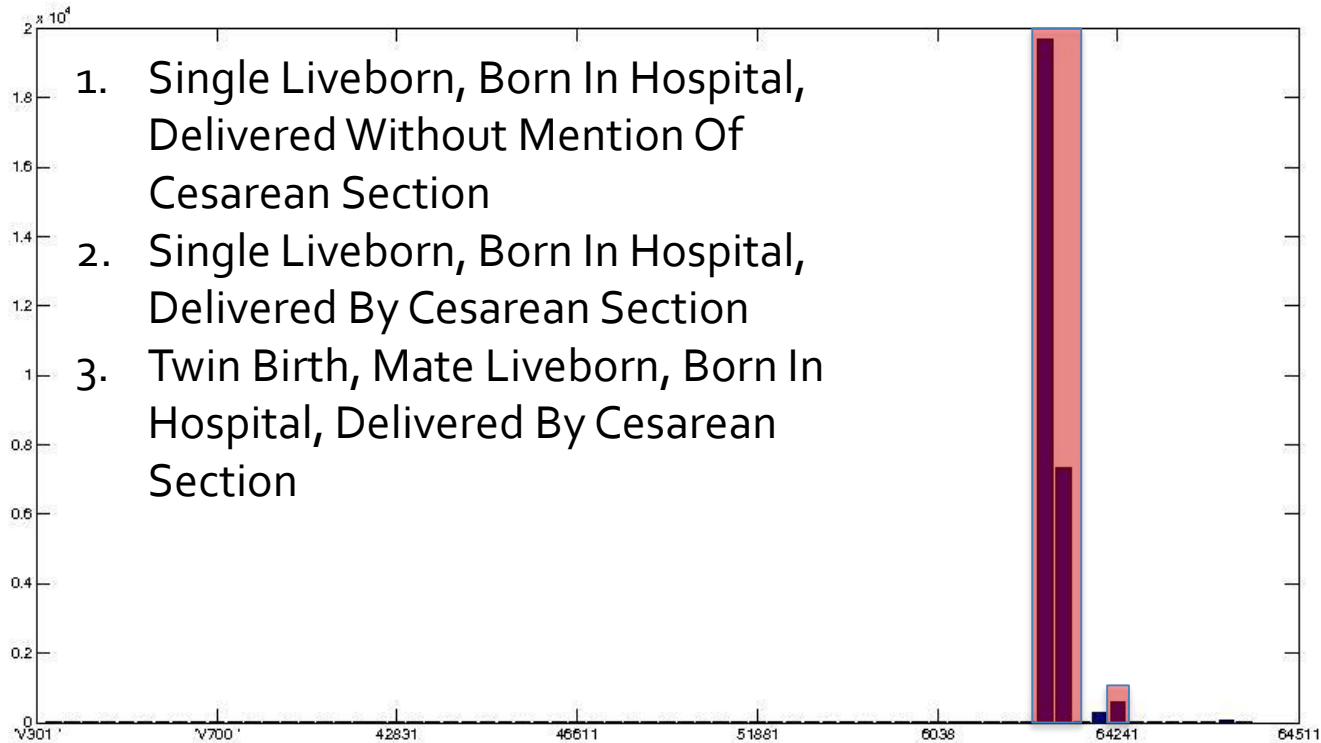 x 10⁴
2
1.8
1.6
1.4
1.2
1
0.8
0.6
0.4
0.2
0
1. Single Liveborn, Born In Hospital,
Delivered Without Mention Of
Cesarean Section
2. Single Liveborn, Born In Hospital,
Delivered By Cesarean Section
3. Twin Birth, Mate Liveborn, Born In
Hospital, Delivered By Cesarean
Section
'V301 ' 'V700 ' 42831 46611 51881 6038 64241 64511